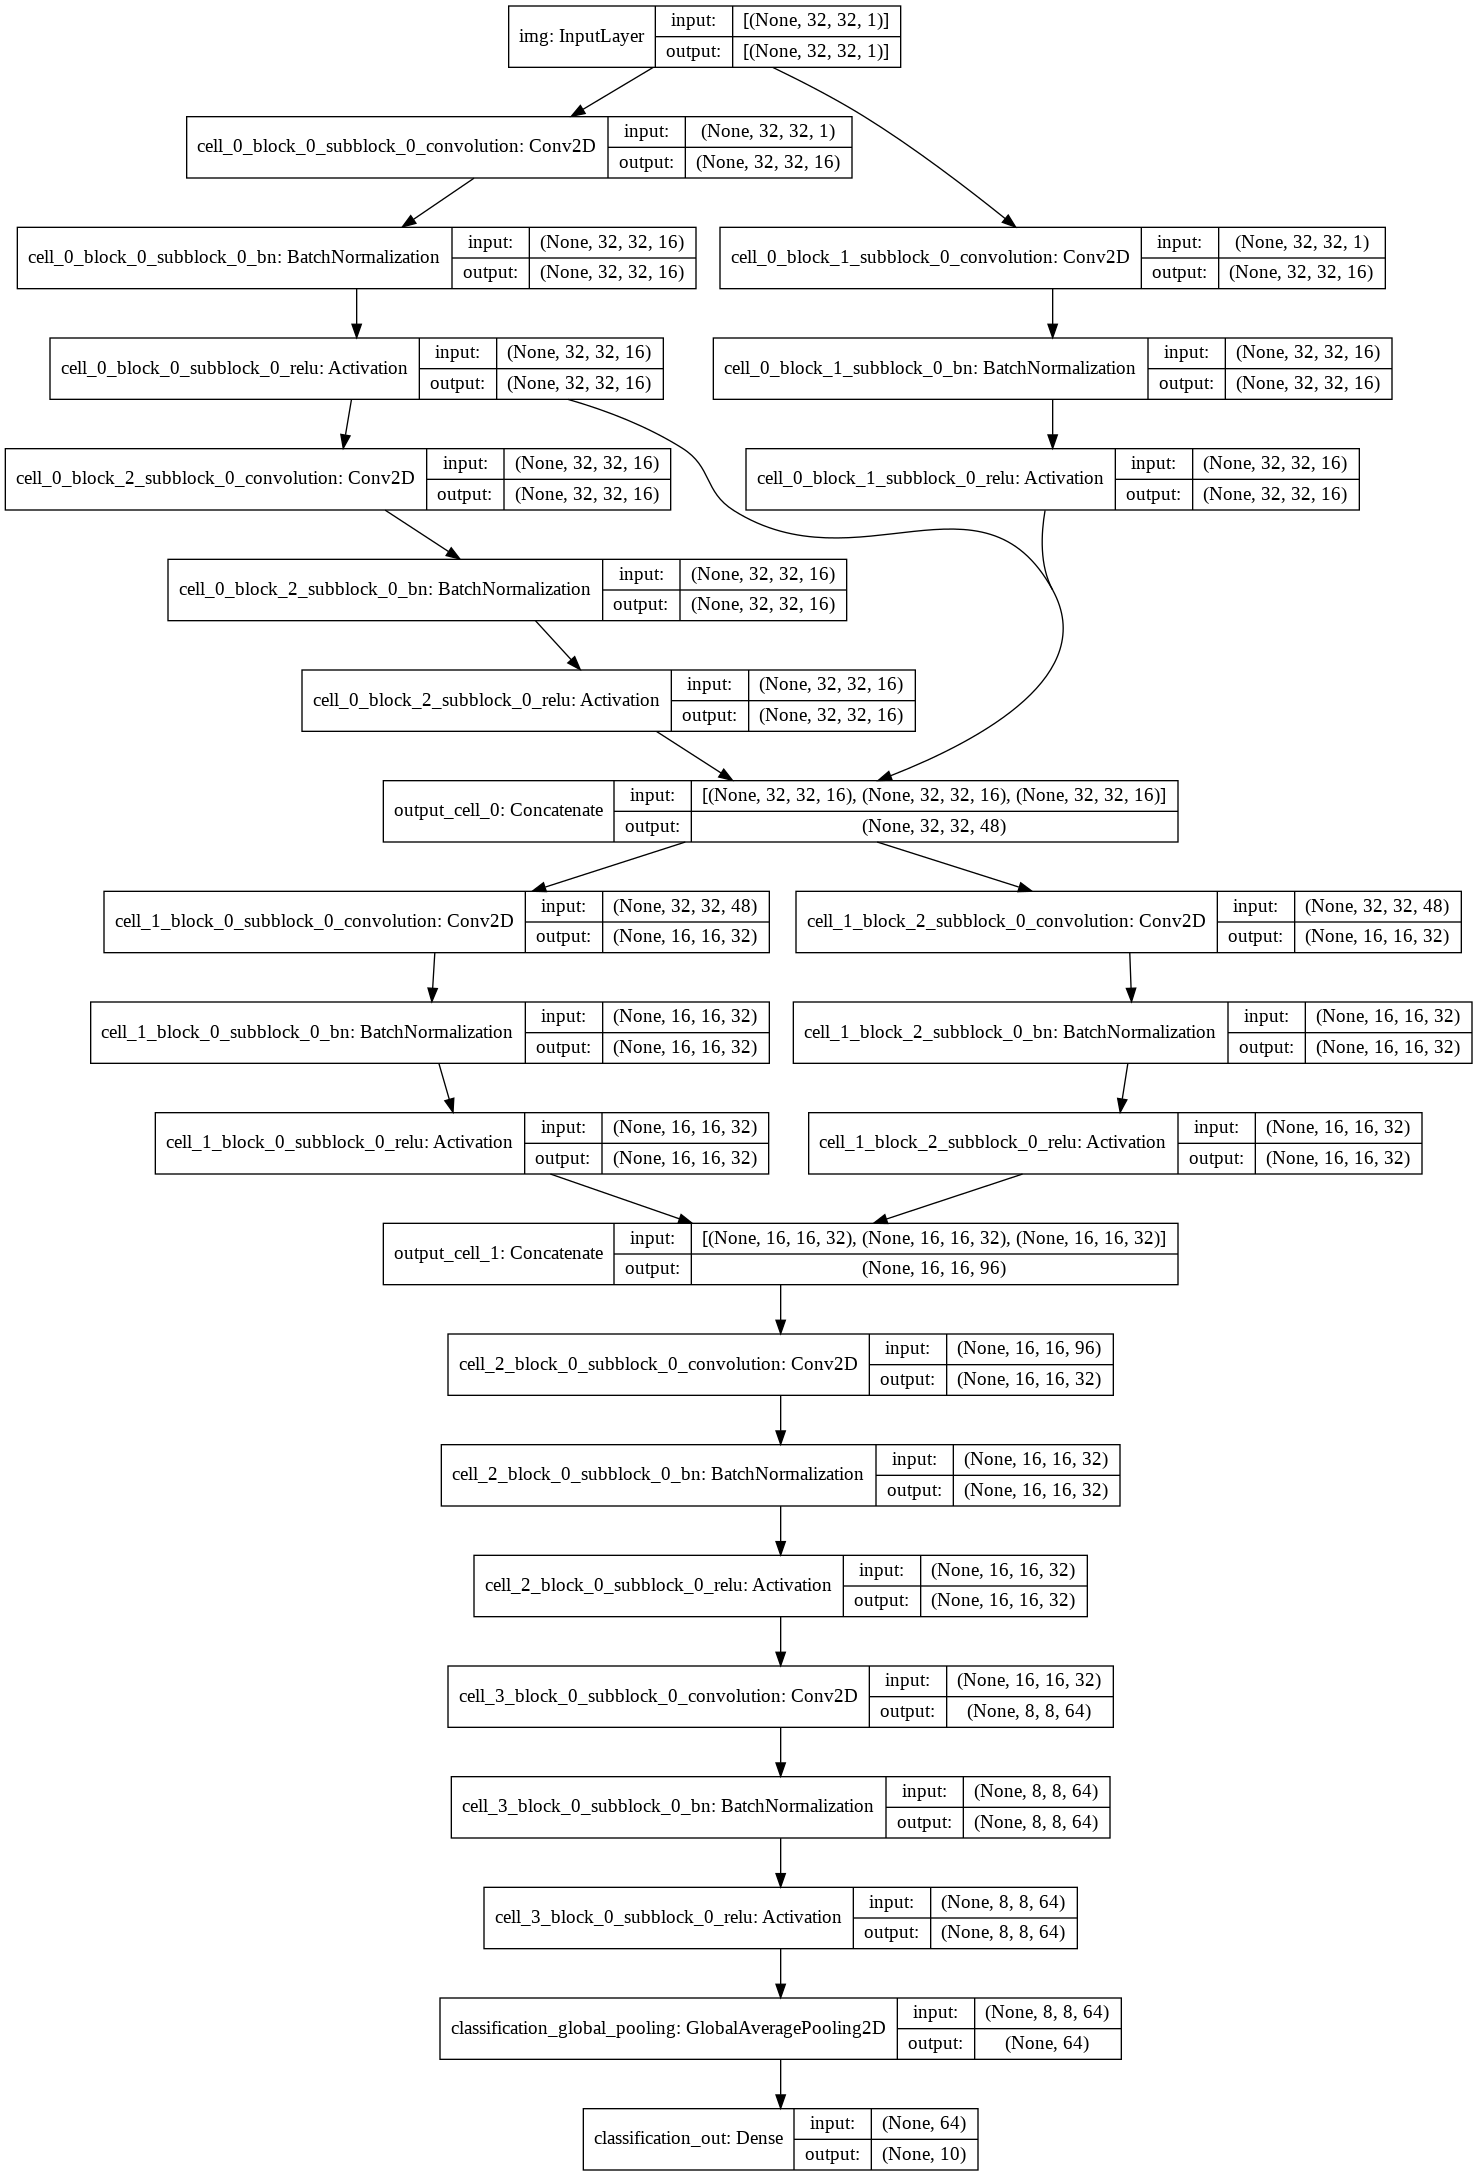 img: InputLayer
input: [(None, 32, 32, 1)]
output: [(None, 32, 32, 1)]
cell_0_block_0_subblock_0_convolution: Conv2D
input: (None, 32, 32, 1)
output: (None, 32, 32, 16)
cell_0_block_0_subblock_0_bn: BatchNormalization
input: (None, 32, 32, 16)
output: (None, 32, 32, 16)
cell_0_block_1_subblock_0_convolution: Conv2D
input: (None, 32, 32, 1)
output: (None, 32, 32, 16)
cell_0_block_0_subblock_0_relu: Activation
input: (None, 32, 32, 16)
output: (None, 32, 32, 16)
cell_0_block_1_subblock_0_bn: BatchNormalization
input: (None, 32, 32, 16)
output: (None, 32, 32, 16)
cell_0_block_2_subblock_0_convolution: Conv2D
input: (None, 32, 32, 16)
output: (None, 32, 32, 16)
cell_0_block_1_subblock_0_relu: Activation
input: (None, 32, 32, 16)
output: (None, 32, 32, 16)
cell_0_block_2_subblock_0_bn: BatchNormalization
input: (None, 32, 32, 16)
output: (None, 32, 32, 16)
cell_0_block_2_subblock_0_relu: Activation
input: (None, 32, 32, 16)
output: (None, 32, 32, 16)
output_cell_0: Concatenate
input: [(None, 32, 32, 16), (None, 32, 32, 16), (None, 32, 32, 16)]
output: (None, 32, 32, 48)
cell_1_block_0_subblock_0_convolution: Conv2D
input: (None, 32, 32, 48)
output: (None, 16, 16, 32)
cell_1_block_2_subblock_0_convolution: Conv2D
input: (None, 32, 32, 48)
output: (None, 16, 16, 32)
cell_1_block_0_subblock_0_bn: BatchNormalization
input: (None, 16, 16, 32)
output: (None, 16, 16, 32)
cell_1_block_2_subblock_0_bn: BatchNormalization
input: (None, 16, 16, 32)
output: (None, 16, 16, 32)
cell_1_block_0_subblock_0_relu: Activation
input: (None, 16, 16, 32)
output: (None, 16, 16, 32)
cell_1_block_2_subblock_0_relu: Activation
input: (None, 16, 16, 32)
output: (None, 16, 16, 32)
output_cell_1: Concatenate
input: [(None, 16, 16, 32), (None, 16, 16, 32), (None, 16, 16, 32)]
output: (None, 16, 16, 96)
cell_2_block_0_subblock_0_convolution: Conv2D
input: (None, 16, 16, 96)
output: (None, 16, 16, 32)
cell_2_block_0_subblock_0_bn: BatchNormalization
input: (None, 16, 16, 32)
output: (None, 16, 16, 32)
cell_2_block_0_subblock_0_relu: Activation
input: (None, 16, 16, 32)
output: (None, 16, 16, 32)
cell_3_block_0_subblock_0_convolution: Conv2D
input: (None, 16, 16, 32)
output: (None, 8, 8, 64)
cell_3_block_0_subblock_0_bn: BatchNormalization
input: (None, 8, 8, 64)
output: (None, 8, 8, 64)
cell_3_block_0_subblock_0_relu: Activation
input: (None, 8, 8, 64)
output: (None, 8, 8, 64)
classification_global_pooling: GlobalAveragePooling2D
input: (None, 8, 8, 64)
output: (None, 64)
classification_out: Dense
input: (None, 64)
output: (None, 10)